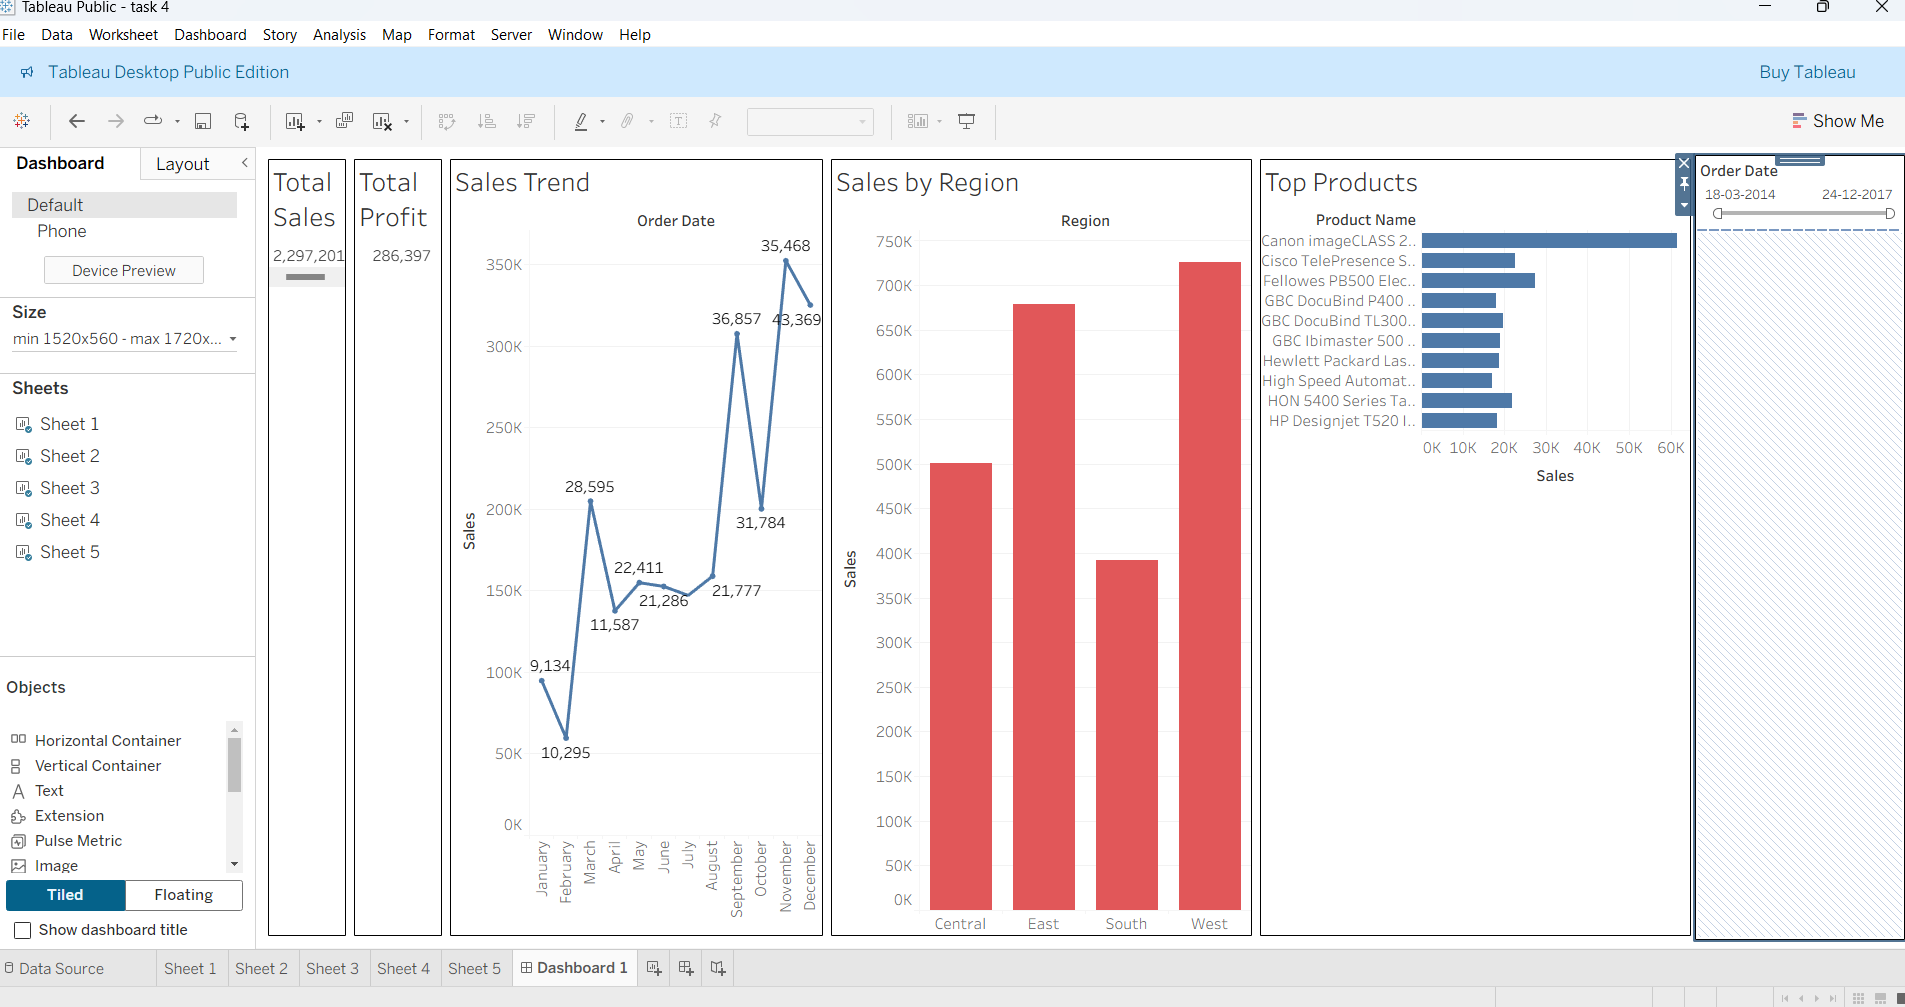 Tableau Public - task 4
File Data Worksheet Dashboard Story Analysis Map Format Server Window Help
Tableau Desktop Public Edition
Buy Tableau
Show Me
Dashboard
Layout
Default
Phone
Device Preview
Size
min 1520x560 - max 1720x...
Sheets
Sheet 1
Sheet 2
Sheet 3
Sheet 4
Sheet 5
Objects
Horizontal Container
Vertical Container
Text
Extension
Pulse Metric
Image
Tiled
Floating
Show dashboard title
Total
Sales
2,297,201
Total
Profit
286,397
Sales Trend
Order Date
350K
300K
250K
200K
150K
100K
50K
0K
Sales
9,134
10,295
28,595
11,587
22,411
21,286
21,777
36,857
31,784
35,468
43,369
January
February
March
April
May
June
July
August
September
October
November
December
Sales by Region
Region
750K
700K
650K
600K
550K
500K
450K
400K
350K
300K
250K
200K
150K
100K
50K
0K
Sales
Central
East
South
West
Top Products
Product Name
Canon imageCLASS 2..
Cisco TelePresence S..
Fellowes PB500 Elec..
GBC DocuBind P400 ..
GBC DocuBind TL300..
GBC Ibimaster 500 ..
Hewlett Packard Las..
High Speed Automat..
HON 5400 Series Ta..
HP Designjet T520 I..
0K 10K 20K 30K 40K 50K 60K
Sales
Order Date
18-03-2014 24-12-2017
Data Source
Sheet 1
Sheet 2
Sheet 3
Sheet 4
Sheet 5
Dashboard 1